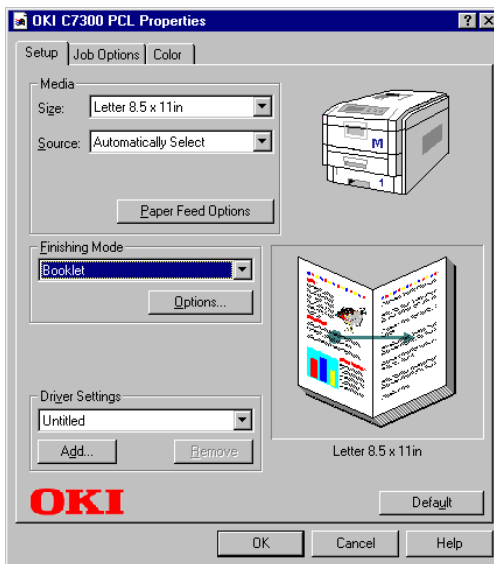 OKI C7300 PCL Properties
Setup
Job Options
Color
Media
Size:
Letter 8.5 x 11in
Source:
Automatically Select
Paper Feed Options
M
1
Finishing Mode
Booklet
Options...
Driver Settings
Untitled
Add...
Remove
Letter 8.5 x 11in
OKI
Default
OK
Cancel
Help